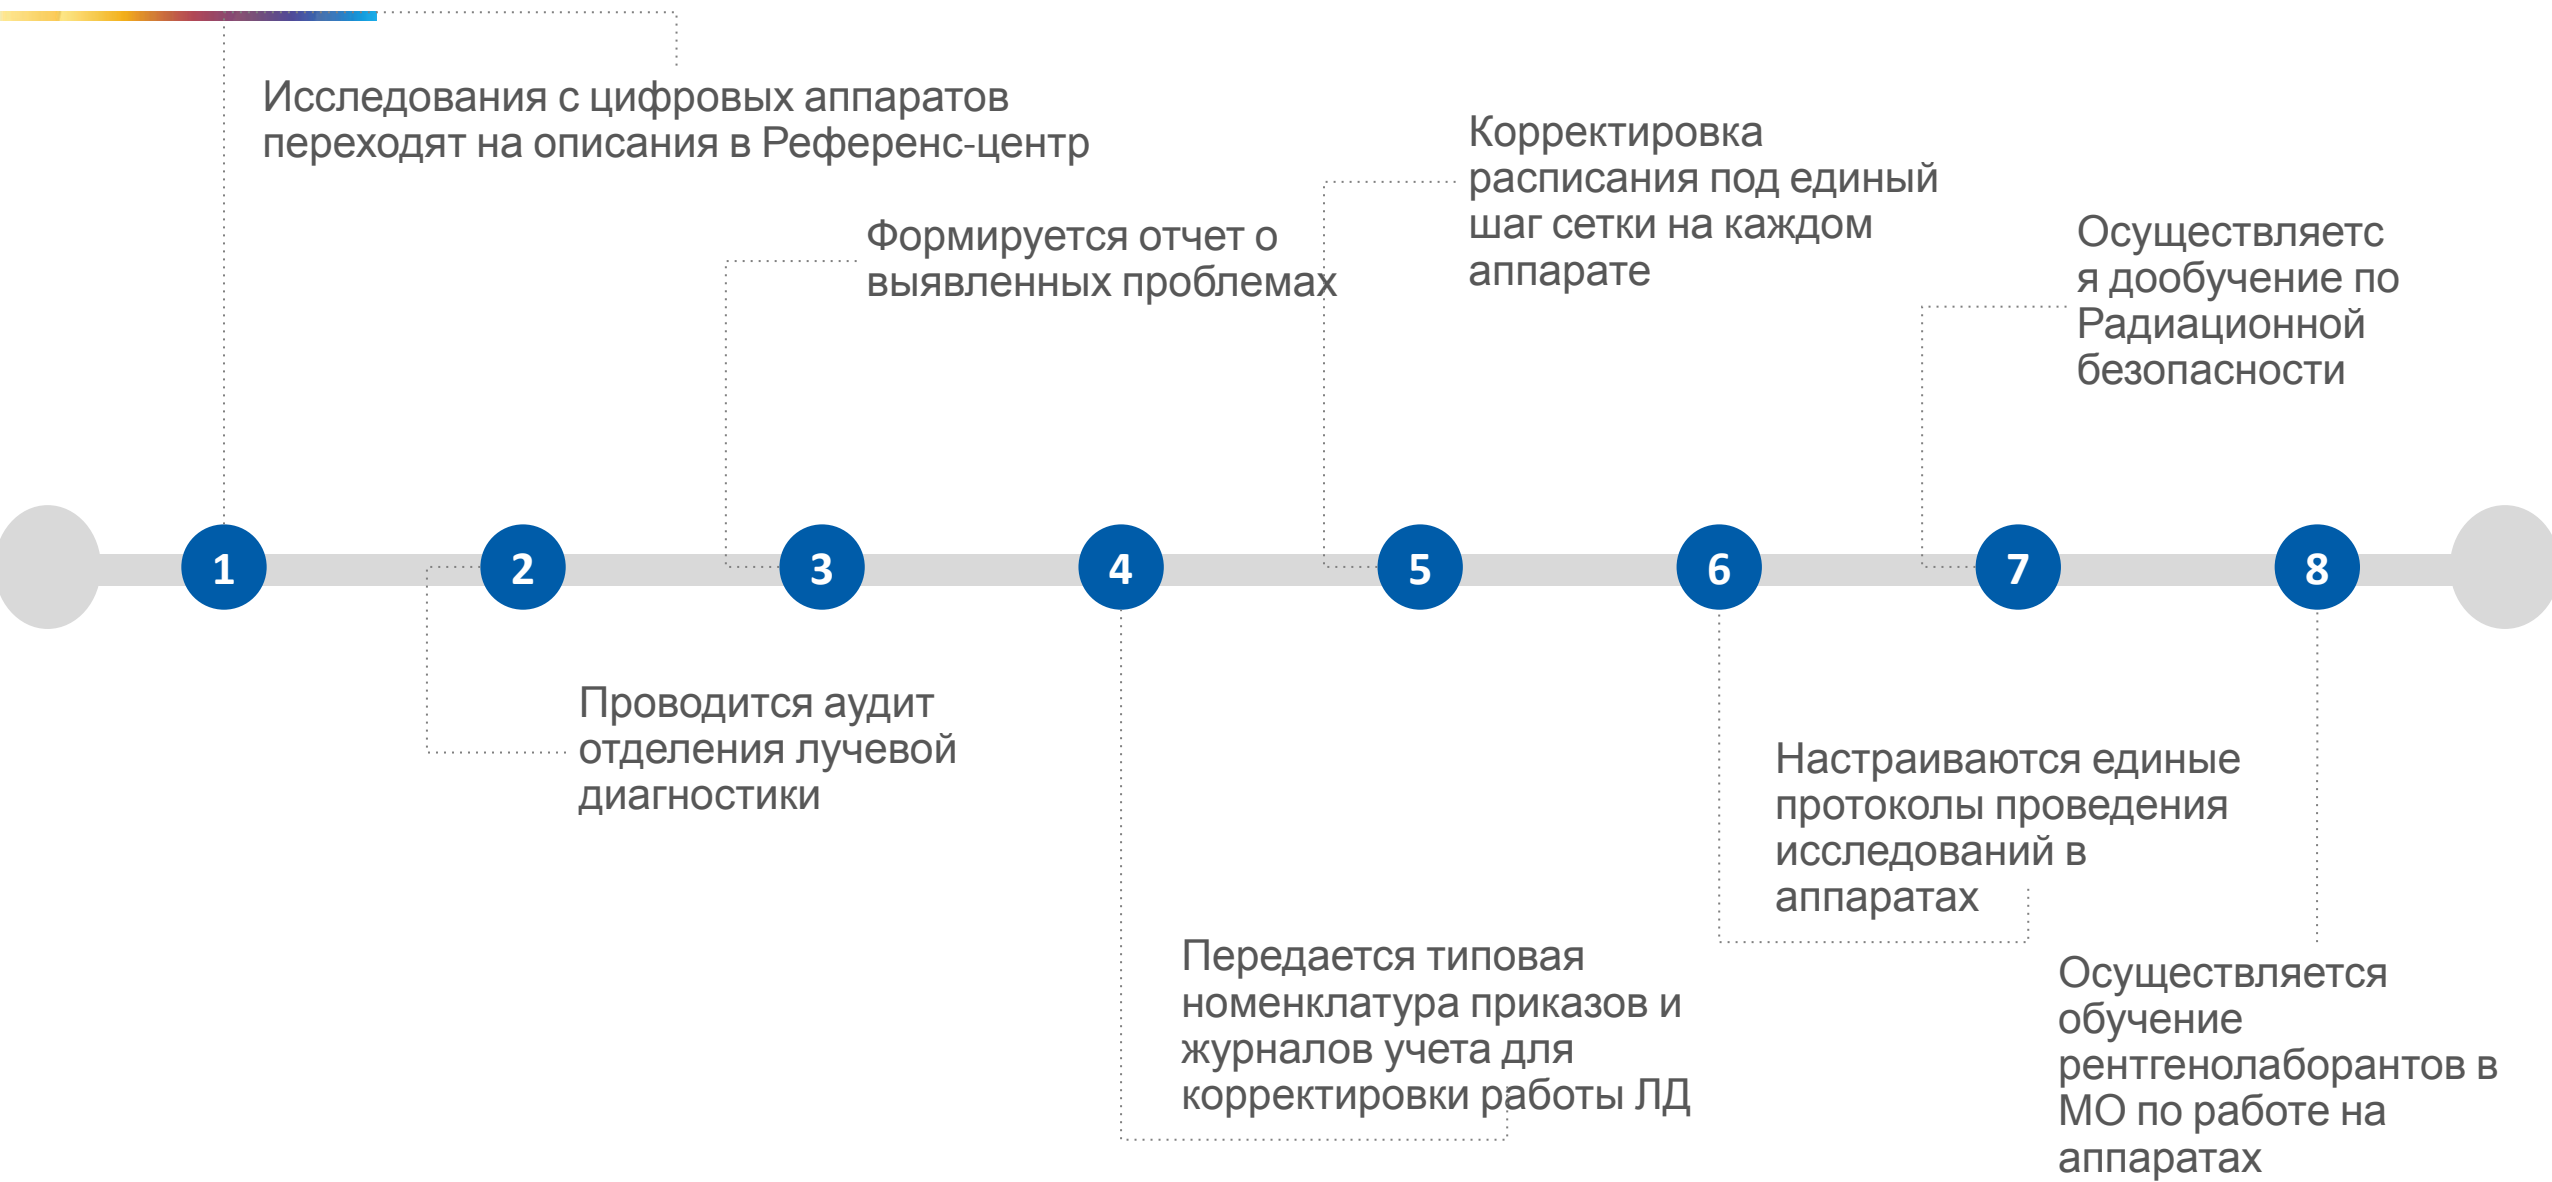 Исследования с цифровых аппаратов
переходят на описания в Референс-центр
Формируется отчет о
выявленных проблемах
Корректировка
расписания под единый
шаг сетки на каждом
аппарате
Осуществляетс
я дообучение по
Радиационной
безопасности
1
2
3
4
5
6
7
8
Проводится аудит
отделения лучевой
диагностики
Передается типовая
номенклатура приказов и
журналов учета для
корректировки работы ЛД
Настраиваются единые
протоколы проведения
исследований в
аппаратах
Осуществляется
обучение
рентгенолаборантов в
МО по работе на
аппаратах